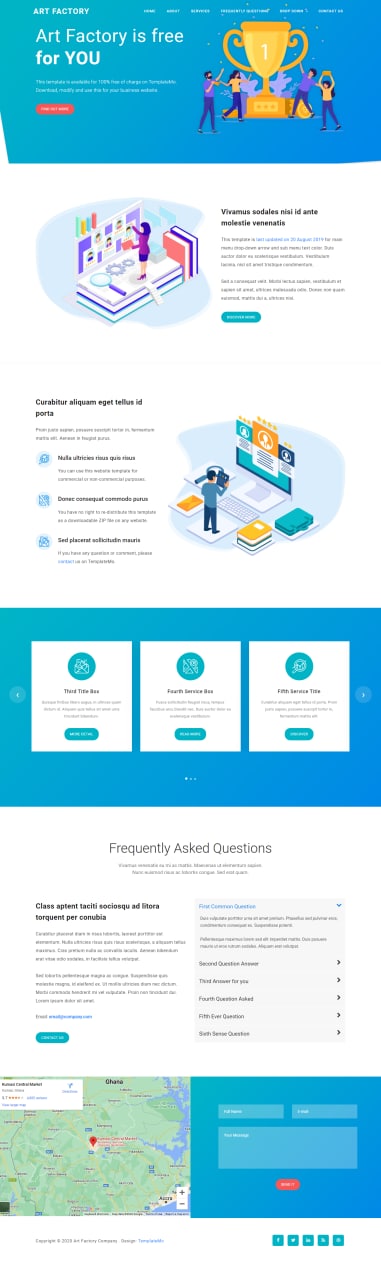 ART FACTORY
HOME ABOUT SERVICES FREQUENTLY QUESTIONS DROP DOWN CONTACT US
Art Factory is free
for YOU
This template is available for 100% free of charge on TemplateMo.
Download, modify and use this for your business website.
FIND OUT MORE
1
Vivamus sodales nisi id ante
molestie venenatis
This template is last updated on 20 August 2019 for main
menu drop-down arrow and sub menu text color. Duis
auctor dolor eu scelerisque vestibulum. Vestibulum
lacinia, nisl sit amet tristique condimentum.
Sed a consequat velit. Morbi lectus sapien, vestibulum et
sapien sit amet, ultrices malesuada odio. Donec non quam
euismod, mattis dui a, ultrices nisi.
DISCOVER MORE
Curabitur aliquam eget tellus id
porta
Proin justo sapien, posuere suscipit tortor in, fermentum
mattis elit. Aenean in feugiat purus.
Nulla ultricies risus quis risus
You can use this website template for
commercial or non-commercial purposes.
Donec consequat commodo purus
You have no right to re-distribute this template
as a downloadable ZIP file on any website.
Sed placerat sollicitudin mauris
If you have any question or comment, please
contact us on TemplateMo.
Third Title Box
MORE DETAIL
Fourth Service Box
READ MORE
Fifth Service Title
DISCOVER
Frequently Asked Questions
Vivamus venenatis eu mi ac mattis. Maecenas ut elementum sapien.
Nunc euismod risus ac lobortis congue. Sed erat quam.
Class aptent taciti sociosqu ad litora
torquent per conubia
Curabitur placerat diam in risus lobortis, laoreet porttitor est
elementum. Nulla ultricies risus quis risus scelerisque, a aliquam tellus
maximus. Cras pretium nulla ac convallis iaculis. Aenean bibendum
erat vitae odio sodales, in facilisis tellus volutpat.
Sed lobortis pellentesque magna ac congue. Suspendisse quis
molestie magna, id eleifend ex. Ut mollis ultricies diam nec dictum.
Morbi commodo hendrerit mi vel vulputate. Proin non tincidunt dui.
Lorem ipsum dolor sit amet.
Email: email@company.com
CONTACT US
First Common Question
Duis vulputate porttitor urna sit amet pretium. Phasellus sed pulvinar eros,
condimentum consequat ex. Suspendisse potenti.
Pellentesque maximus lorem sed elit imperdiet mattis. Duis posuere
mauris ut eros rutrum sodales. Aliquam erat volutpat.
Second Question Answer
Third Answer for you
Fourth Question Asked
Fifth Ever Question
Sixth Sense Question
Kumasi Central Market
Kumasi, Ghana
Directions
View larger map
Ghana
Kumasi Central Market
Accra
Full Name
E-mail
Your Message
SEND IT
Copyright © 2020 Art Factory Company . Design: TemplateMo